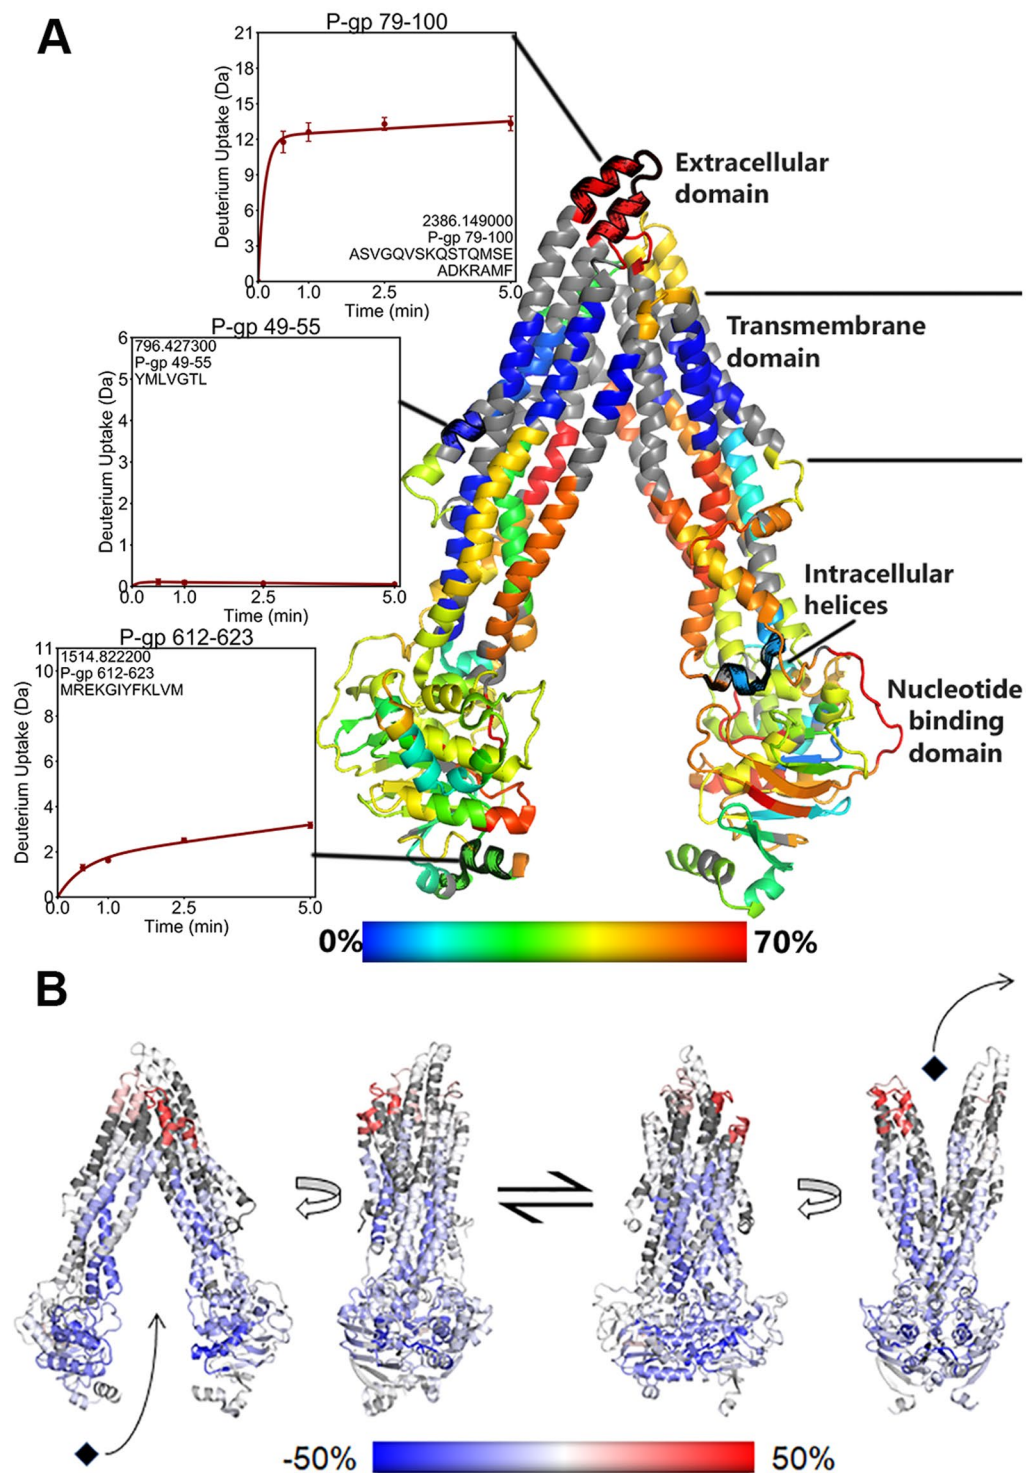 A
P-gp 79-100
21
18
15
12
9
6
3
0
Deuterium Uptake (Da)
2386.149000
P-gp 79-100
ASVGQVSKQSTQMSE
ADKRAMF
0.0 1.0 2.5 5.0
Time (min)
Extracellular
domain
P-gp 49-55
6
5
4
3
2
1
0
Deuterium Uptake (Da)
796.427300
P-gp 49-55
YMLVGTL
0.0 1.0 2.5 5.0
Time (min)
Transmembrane
domain
Intracellular
helices
P-gp 612-623
11
10
8
6
4
2
0
Deuterium Uptake (Da)
1514.822200
P-gp 612-623
MREKGIYFKLVM
0.0 1.0 2.5 5.0
Time (min)
Nucleotide
binding
domain
0% 70%
B
-50% 50%